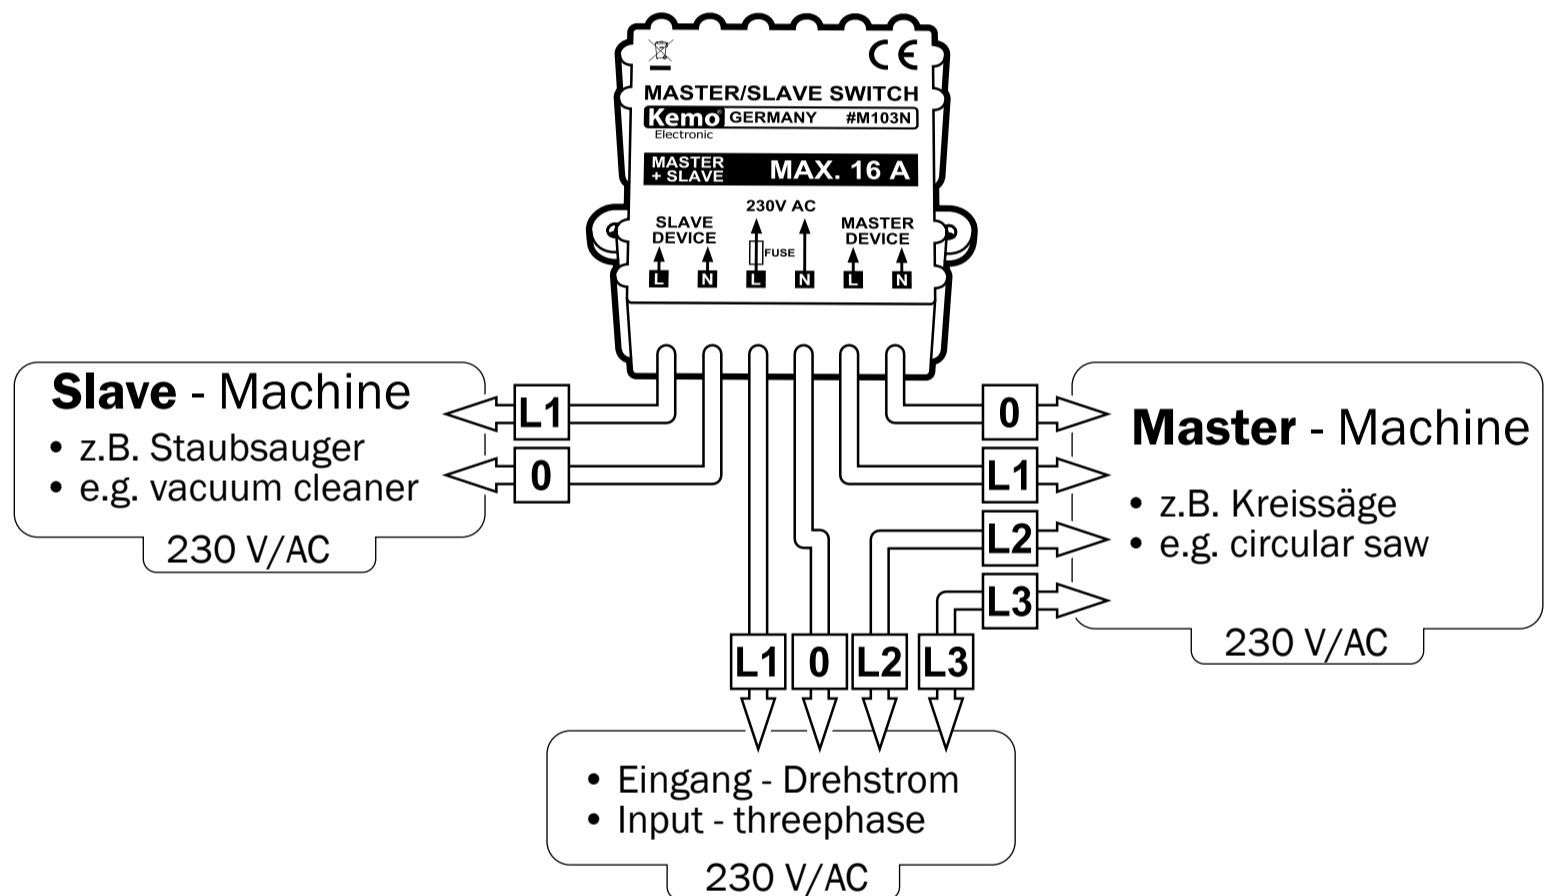 CE
MASTER/SLAVE SWITCH
Kemo® GERMANY #M103N
Electronic
MASTER + SLAVE
MAX. 16 A
230V AC
SLAVE DEVICE
FUSE
MASTER DEVICE
L N L N L N
Slave - Machine
• z.B. Staubsauger
• e.g. vacuum cleaner
230 V/AC
L1
0
0
L1
L2
L3
Master - Machine
• z.B. Kreissäge
• e.g. circular saw
230 V/AC
L1 0 L2 L3
• Eingang - Drehstrom
• Input - threephase
230 V/AC